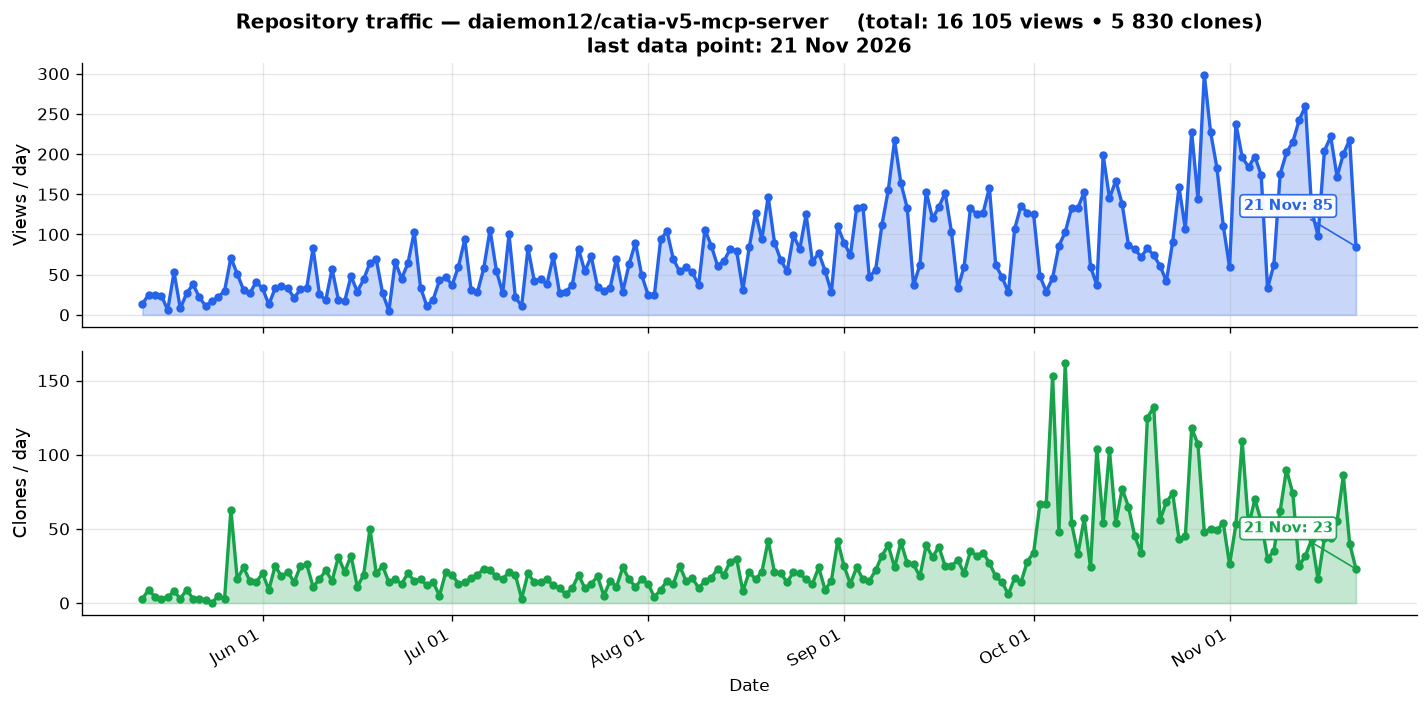 Repository traffic — daiemon12/catia-v5-mcp-server    (total: 16 105 views • 5 830 clones)
last data point: 21 Nov 2026
300
250
200
150
100
50
0
Views / day
21 Nov: 85
150
100
50
0
Clones / day
21 Nov: 23
Jun 01
Jul 01
Aug 01
Sep 01
Oct 01
Nov 01
Date